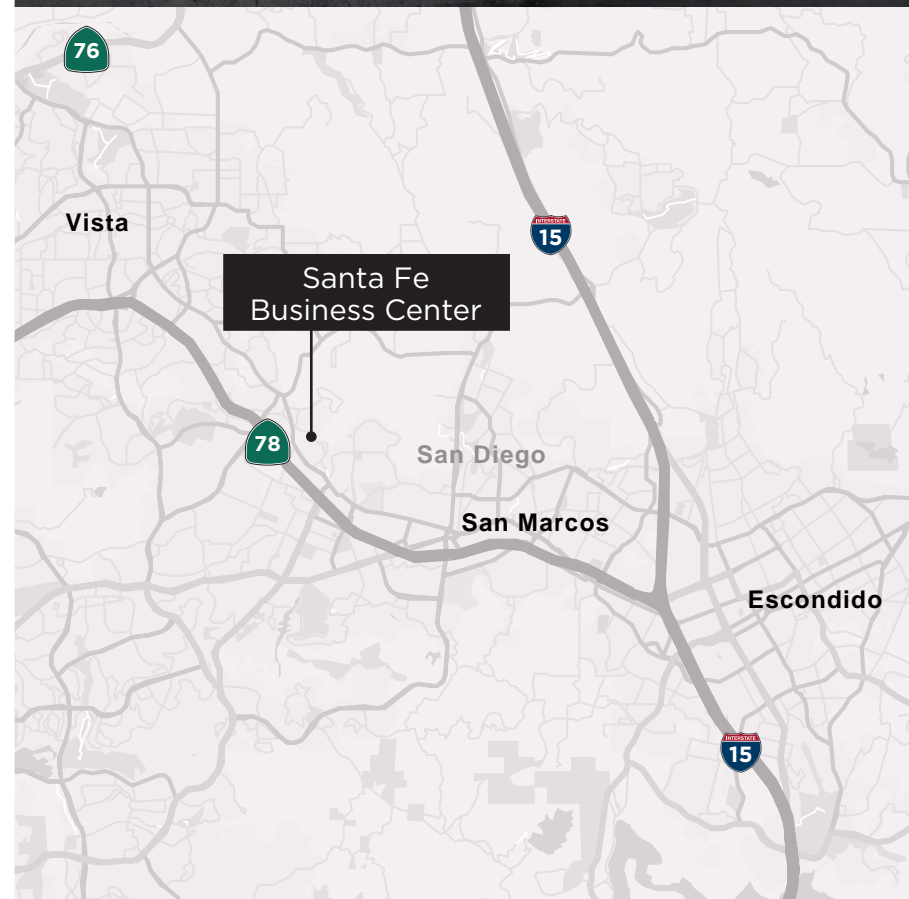 76
Vista
INTERSTATE
15
Santa Fe
Business Center
78
San Diego
San Marcos
Escondido
INTERSTATE
15